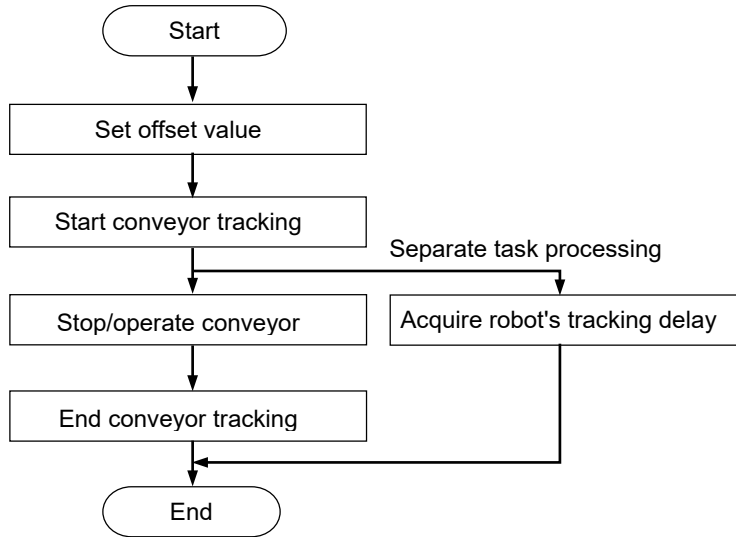 Start
Set offset value
Start conveyor tracking
Separate task processing
Stop/operate conveyor
Acquire robot's tracking delay
End conveyor tracking
End